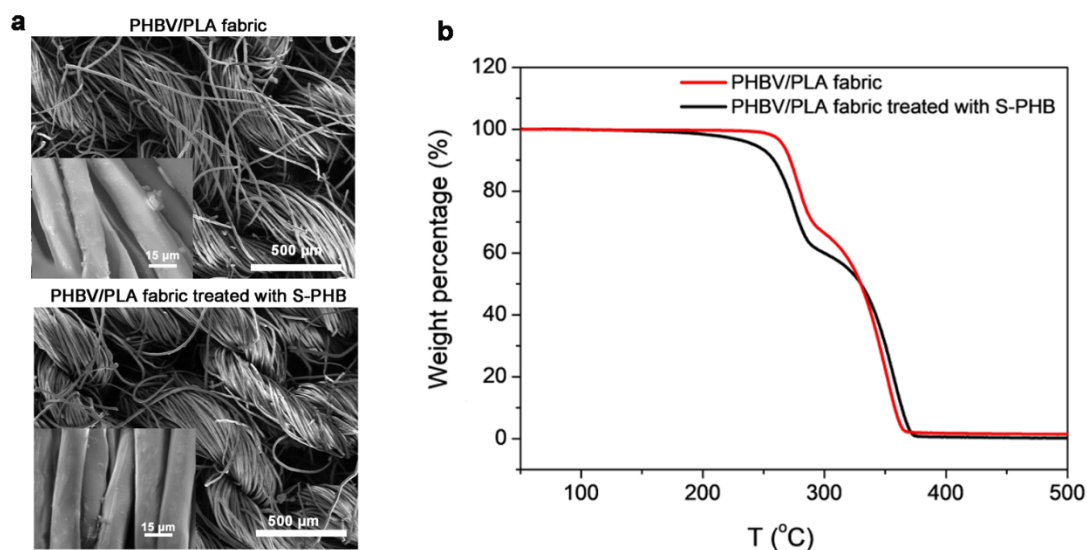 a
PHBV/PLA fabric
15 µm
500 µm
PHBV/PLA fabric treated with S-PHB
15 µm
500 µm
b
120
100
80
60
40
20
0
Weight percentage (%)
PHBV/PLA fabric
PHBV/PLA fabric treated with S-PHB
100
200
300
400
500
T (°C)